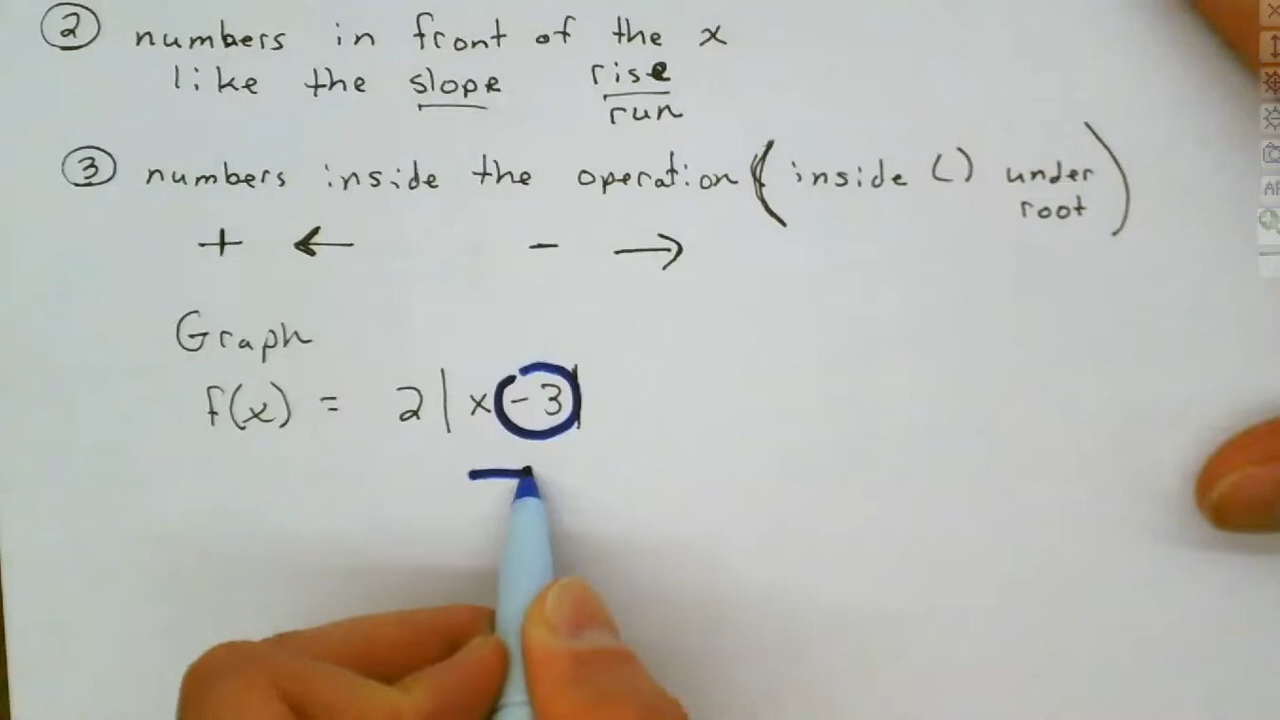 ② numbers in front of the x
like the slope rise
run
③ numbers inside the operation (inside () under
root)
+ ← - →
Graph
f(x) = 2|x-3|